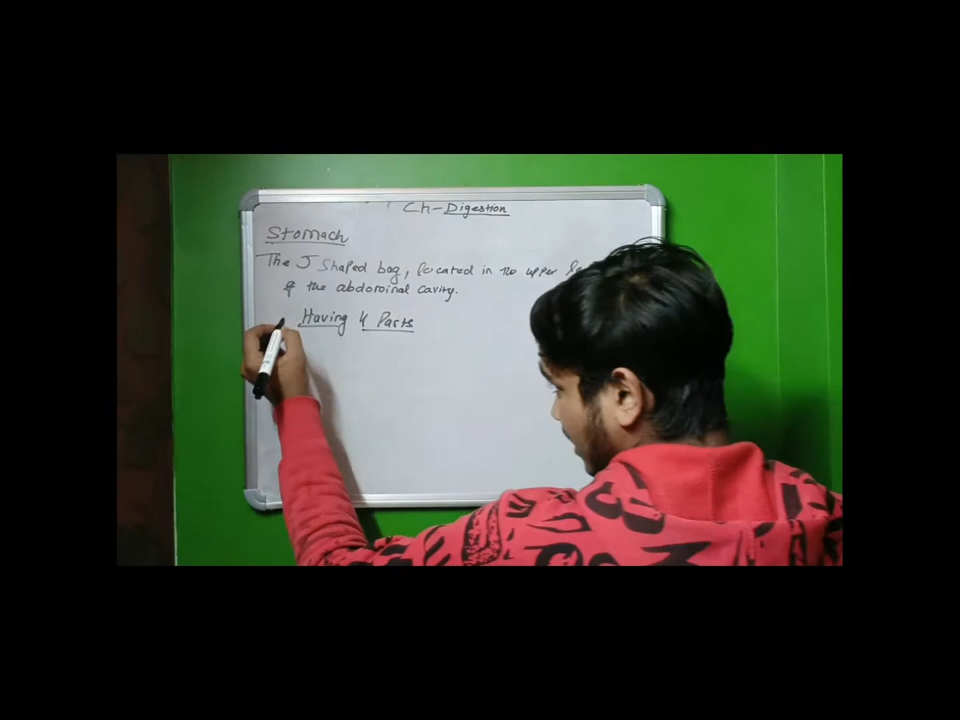 Ch- Digestion
Stomach
The J Shaped bag, located in the upper
of the abdominal cavity.
Having 4 Parts